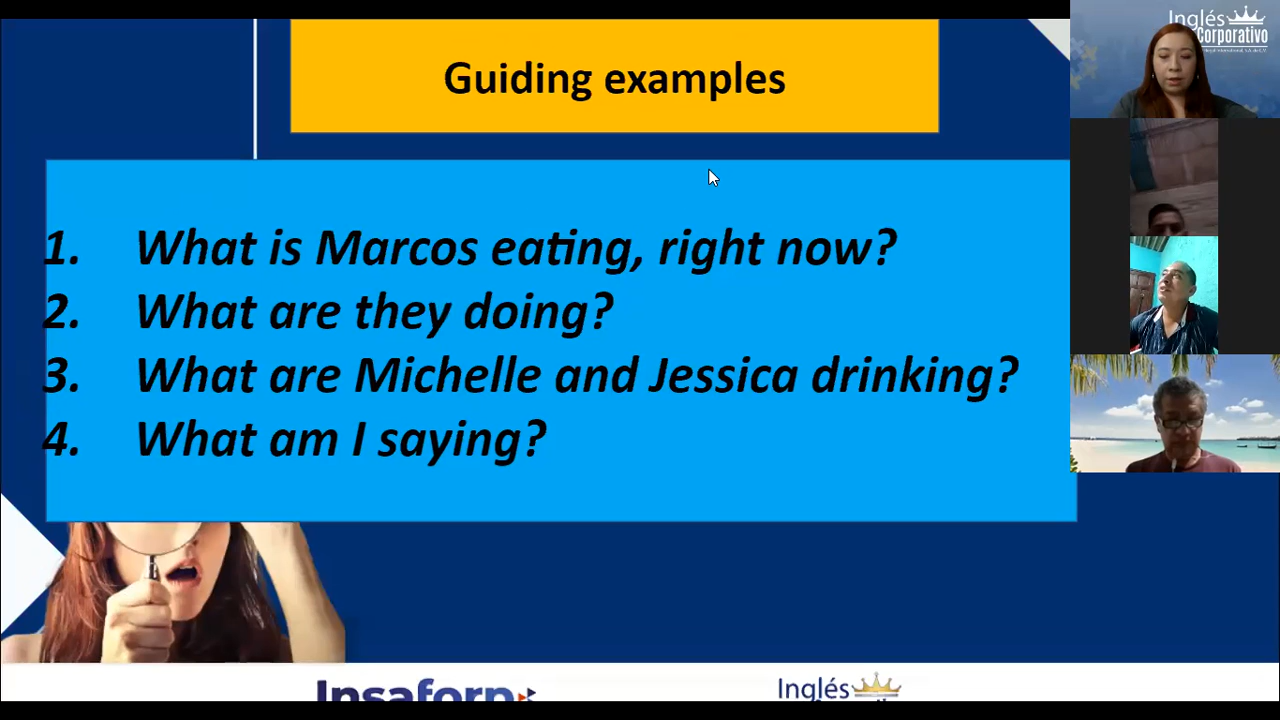 Guiding examples
1. What is Marcos eating, right now?
2. What are they doing?
3. What are Michelle and Jessica drinking?
4. What am I saying?
Inglés
Corporativo
Insaforp
Inglés